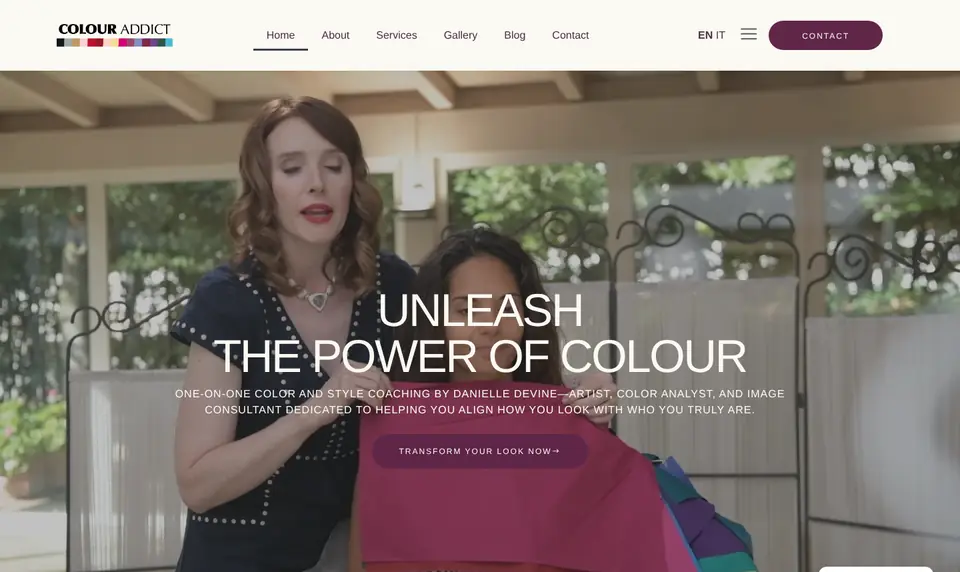 COLOUR ADDICT
Home
About
Services
Gallery
Blog
Contact
EN IT
CONTACT
UNLEASH
THE POWER OF COLOUR
ONE-ON-ONE COLOR AND STYLE COACHING BY DANIELLE DEVINE—ARTIST, COLOR ANALYST, AND IMAGE
CONSULTANT DEDICATED TO HELPING YOU ALIGN HOW YOU LOOK WITH WHO YOU TRULY ARE.
TRANSFORM YOUR LOOK NOW→